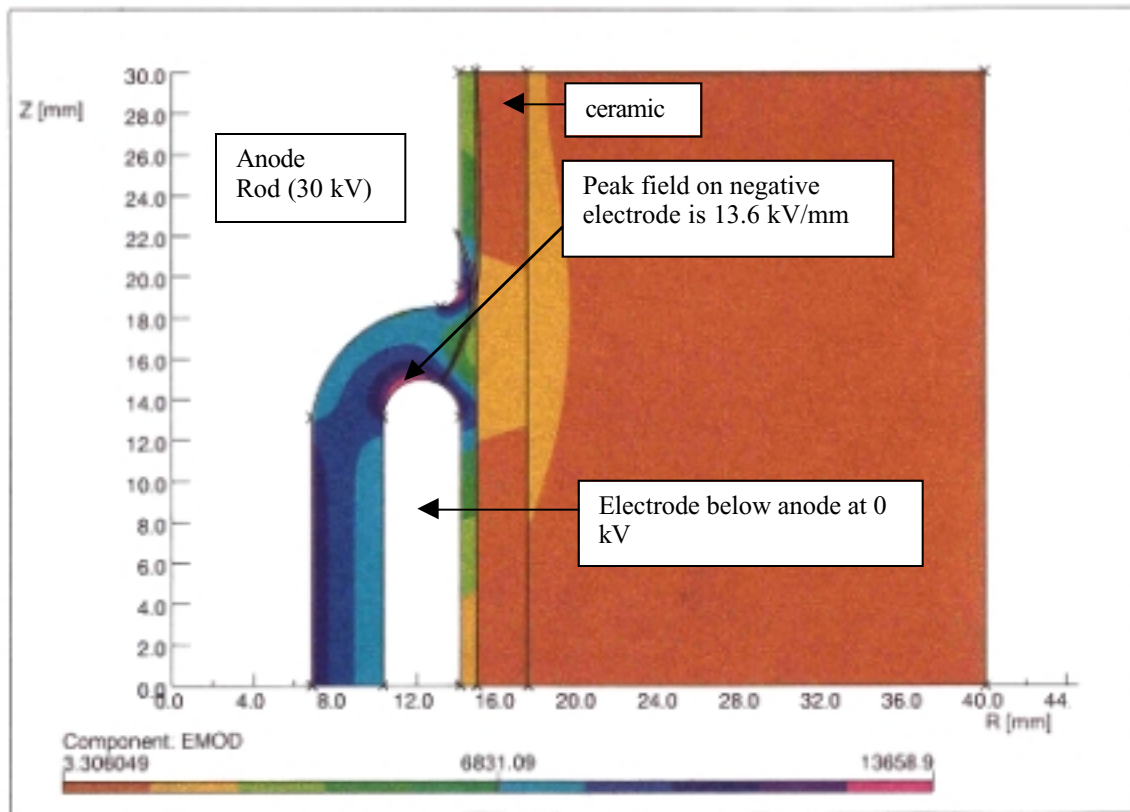 Z [mm]
30.0
28.0
26.0
24.0
22.0
20.0
18.0
16.0
14.0
12.0
10.0
8.0
6.0
4.0
2.0
0.0
ceramic
Anode
Rod (30 kV)
Peak field on negative
electrode is 13.6 kV/mm
Electrode below anode at 0
kV
0.0 4.0 8.0 12.0 16.0 20.0 24.0 28.0 32.0 36.0 40.0 44.
R [mm]
Component: EMOD
3.306049 6831.09 13658.9